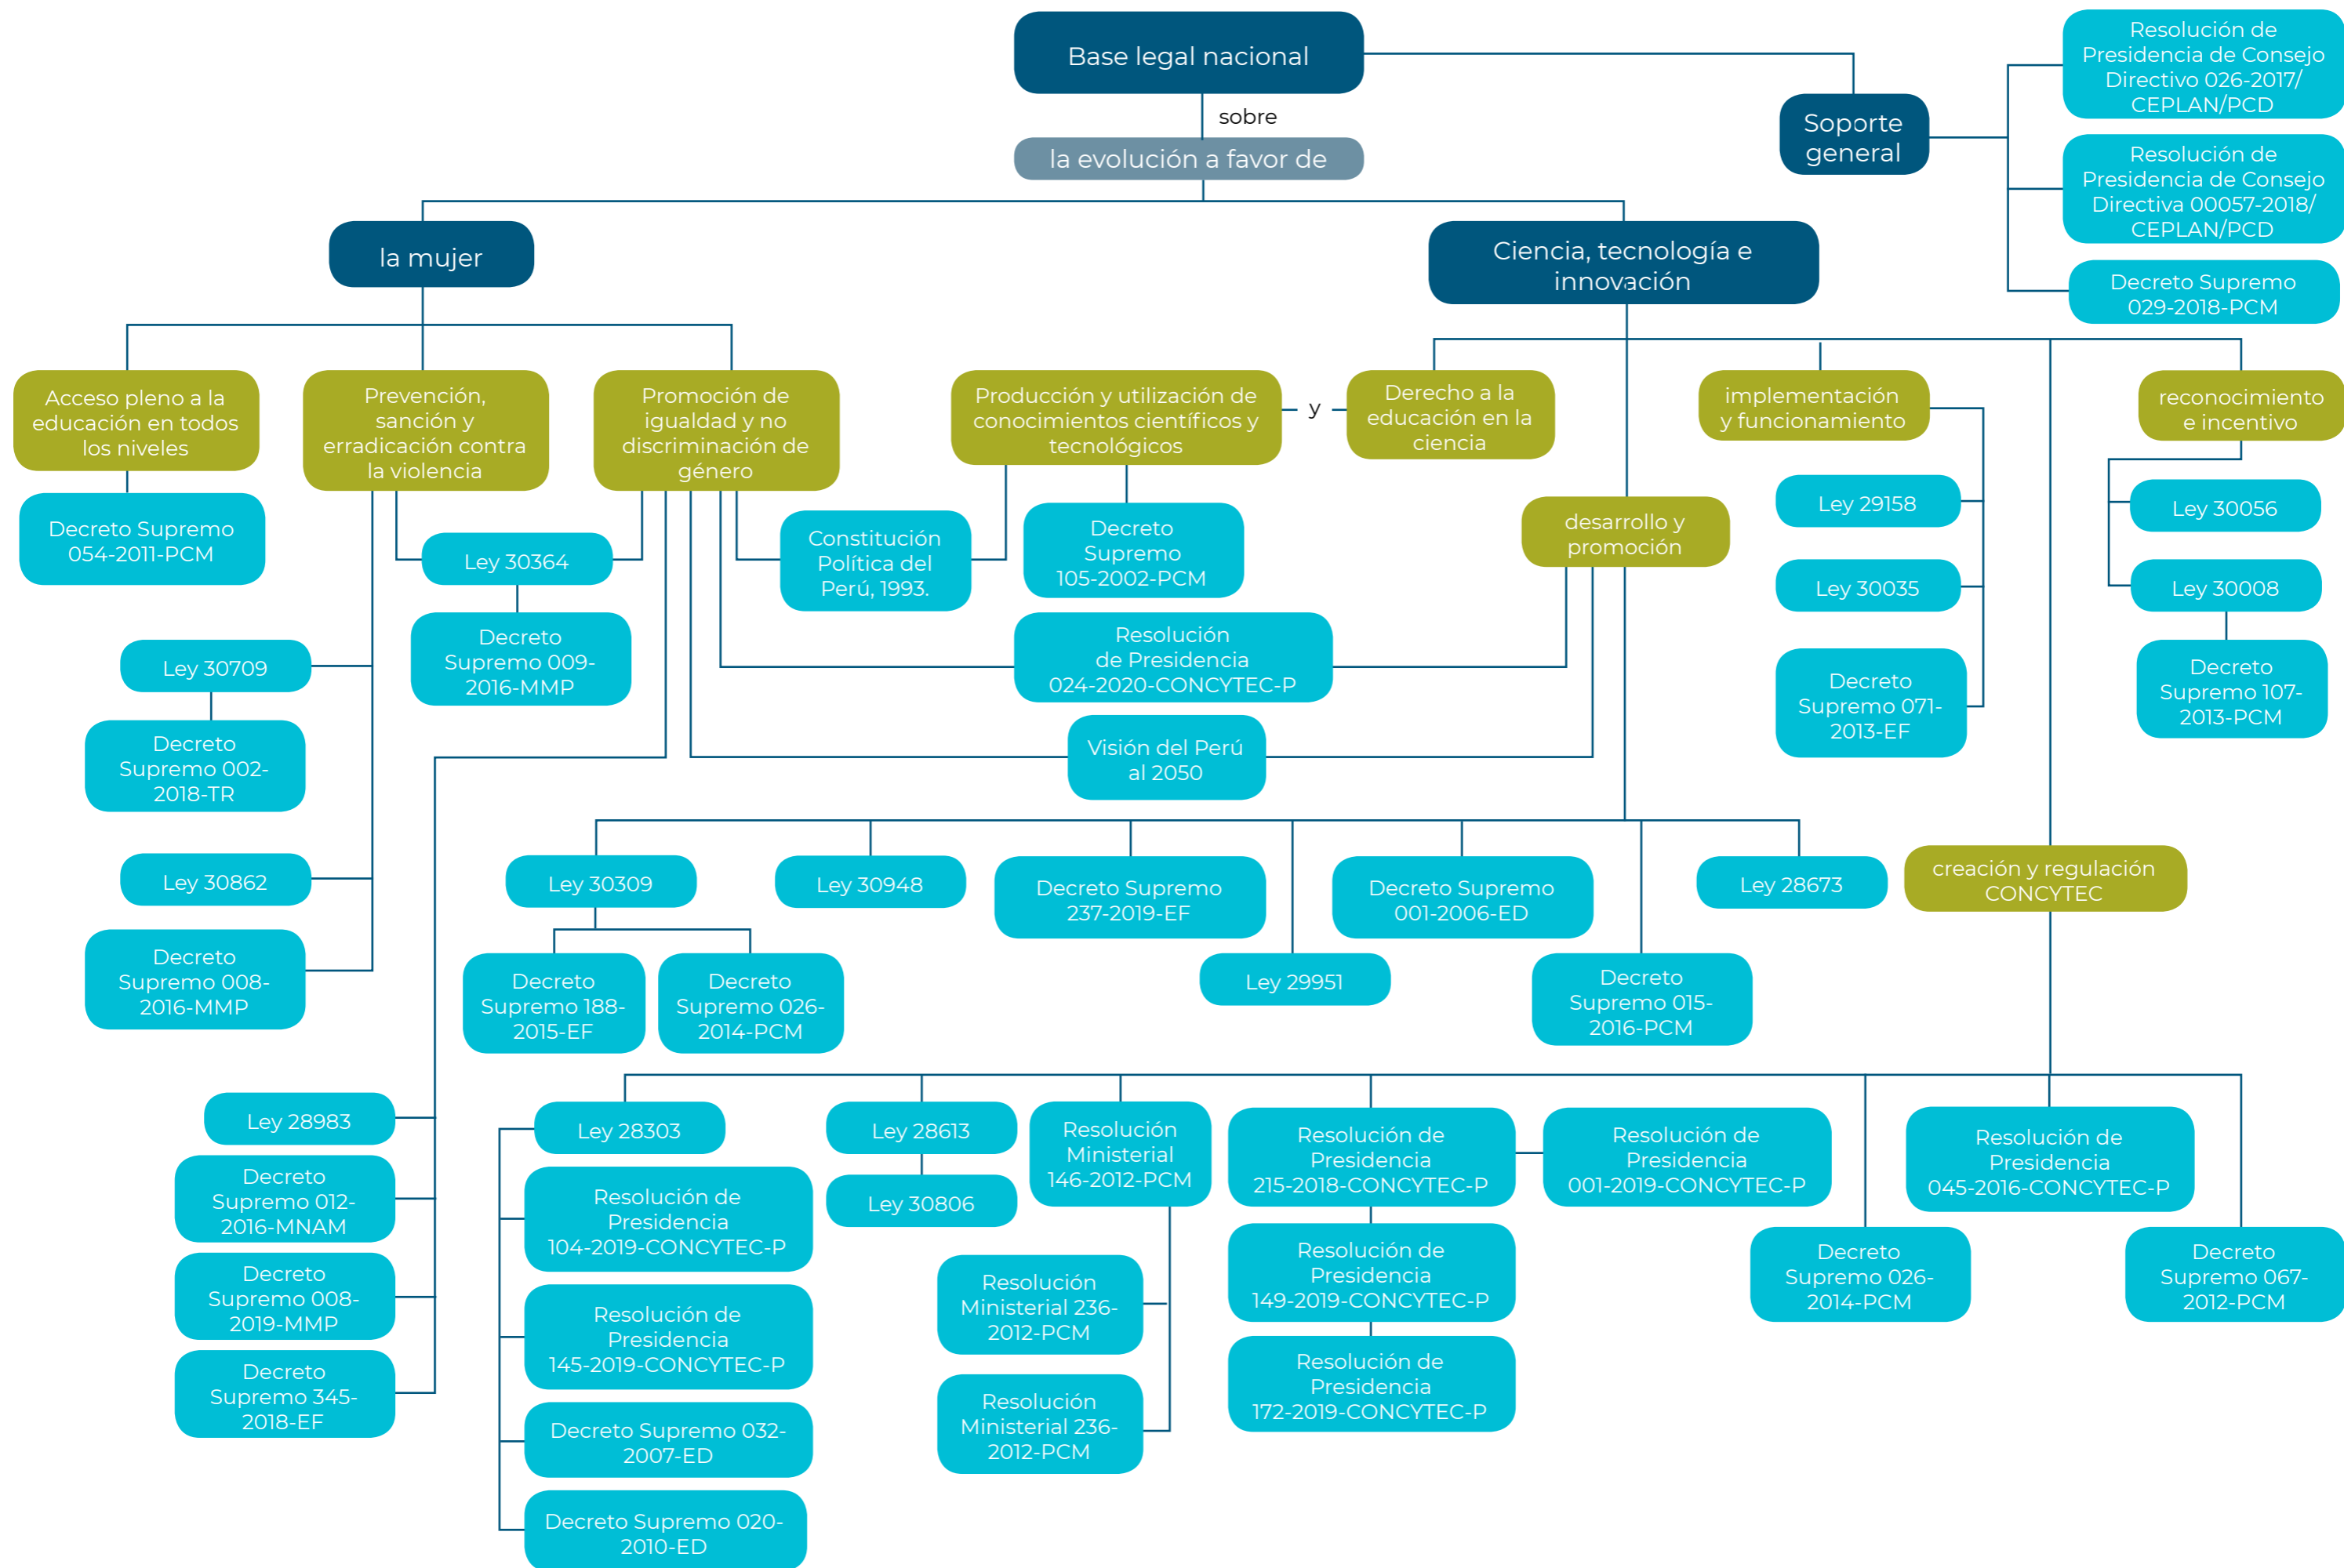 Base legal nacional
sobre
la evolución a favor de
Soporte
general
Resolución de
Presidencia de Consejo
Directivo 026-2017/
CEPLAN/PCD
Resolución de
Presidencia de Consejo
Directiva 00057-2018/
CEPLAN/PCD
Decreto Supremo
029-2018-PCM
la mujer
Ciencia, tecnología e
innovación
Acceso pleno a la
educación en todos
los niveles
Prevención,
sanción y
erradicación contra
la violencia
Promoción de
igualdad y no
discriminación de
género
Producción y utilización de
conocimientos científicos y
tecnológicos
y
Derecho a la
educación en la
ciencia
implementación
y funcionamiento
reconocimiento
e incentivo
Decreto Supremo
054-2011-PCM
Ley 30364
Constitución
Política del
Perú, 1993.
Decreto
Supremo
105-2002-PCM
desarrollo y
promoción
Ley 29158
Ley 30056
Ley 30035
Ley 30008
Decreto
Supremo 009-
2016-MMP
Resolución
de Presidencia
024-2020-CONCYTEC-P
Ley 30709
Decreto
Supremo 071-
2013-EF
Decreto
Supremo 107-
2013-PCM
Decreto
Supremo 002-
2018-TR
Visión del Perú
al 2050
Ley 30862
Ley 30309
Ley 30948
Decreto Supremo
237-2019-EF
Decreto Supremo
001-2006-ED
Ley 28673
creación y regulación
CONCYTEC
Decreto
Supremo 008-
2016-MMP
Decreto
Supremo 188-
2015-EF
Decreto
Supremo 026-
2014-PCM
Ley 29951
Decreto
Supremo 015-
2016-PCM
Ley 28983
Decreto
Supremo 012-
2016-MNAM
Decreto
Supremo 008-
2019-MMP
Decreto
Supremo 345-
2018-EF
Ley 28303
Resolución de
Presidencia
104-2019-CONCYTEC-P
Resolución de
Presidencia
145-2019-CONCYTEC-P
Decreto Supremo 032-
2007-ED
Decreto Supremo 020-
2010-ED
Ley 28613
Ley 30806
Resolución
Ministerial
146-2012-PCM
Resolución
Ministerial 236-
2012-PCM
Resolución
Ministerial 236-
2012-PCM
Resolución de
Presidencia
215-2018-CONCYTEC-P
Resolución de
Presidencia
001-2019-CONCYTEC-P
Resolución de
Presidencia
149-2019-CONCYTEC-P
Resolución de
Presidencia
172-2019-CONCYTEC-P
Decreto
Supremo 026-
2014-PCM
Resolución de
Presidencia
045-2016-CONCYTEC-P
Decreto
Supremo 067-
2012-PCM